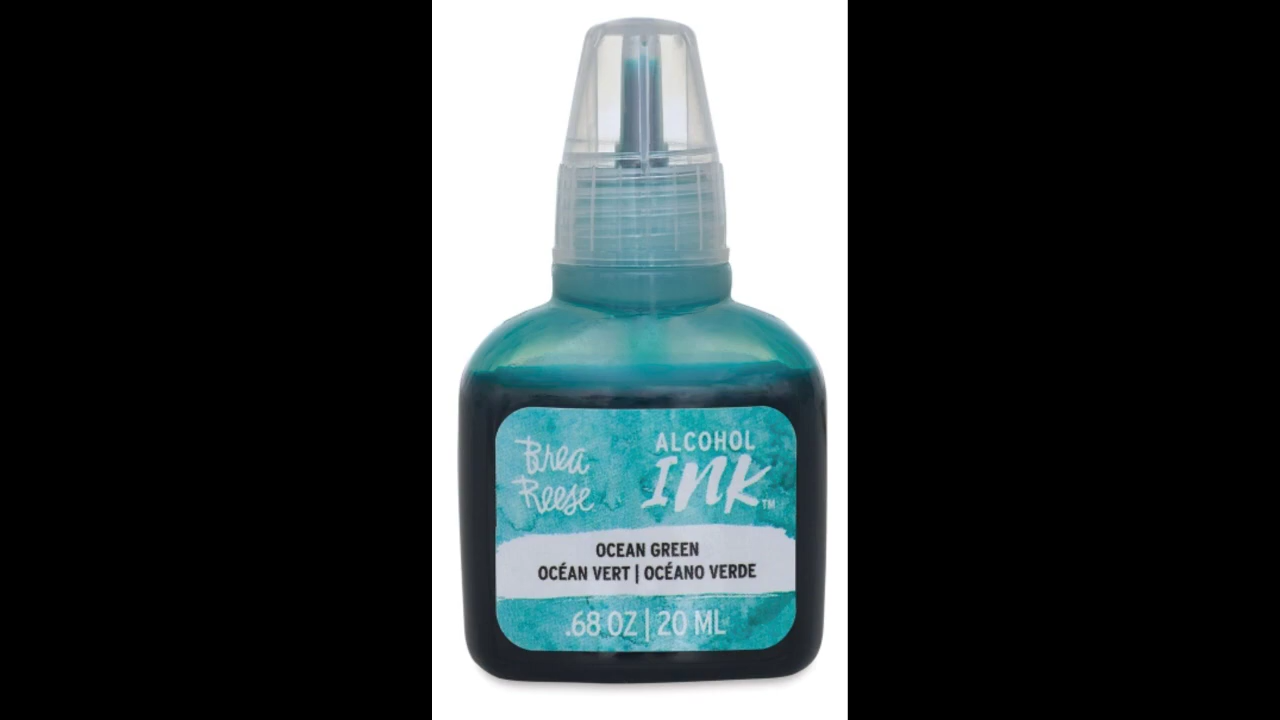 Brea
Reese
ALCOHOL
INK™
OCEAN GREEN
OCÉAN VERT | OCÉANO VERDE
.68 OZ | 20 ML